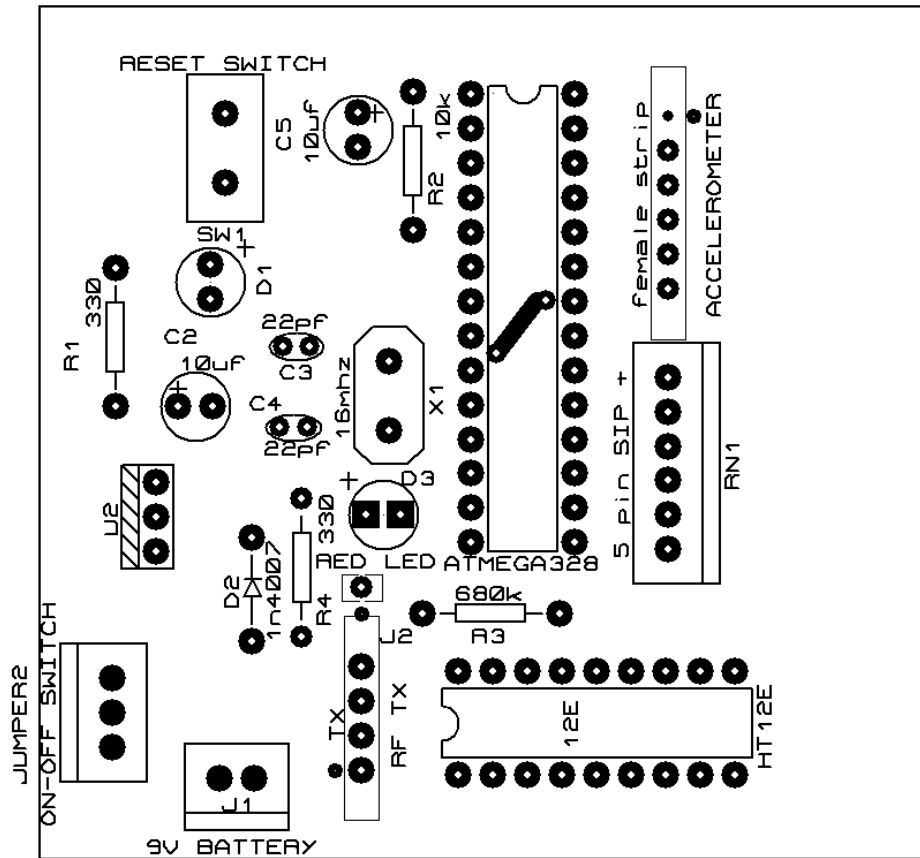 RESET SWITCH
C5
10uf
+
10k
R2
SW1
+
D1
female strip
ACCELEROMETER
330
R1
C2
10uf
+
22pf
C3
C4
22pf
16mhz
X1
5 pin SIP +
RN1
U2
+
D3
330
R4
RED LED
ATMEGA328
D2
1n4007
680k
R3
J2
TX
RF TX
12E
HT12E
JUMPER2
ON-OFF SWITCH
J1
9V BATTERY